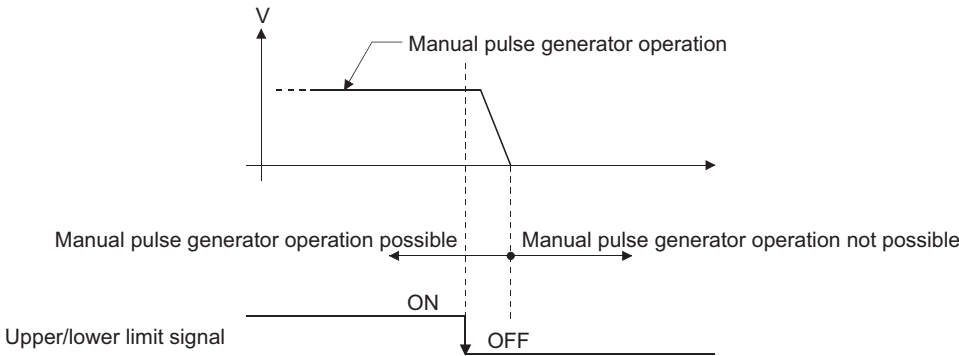 V
Manual pulse generator operation
Manual pulse generator operation possible
Manual pulse generator operation not possible
ON
Upper/lower limit signal
OFF